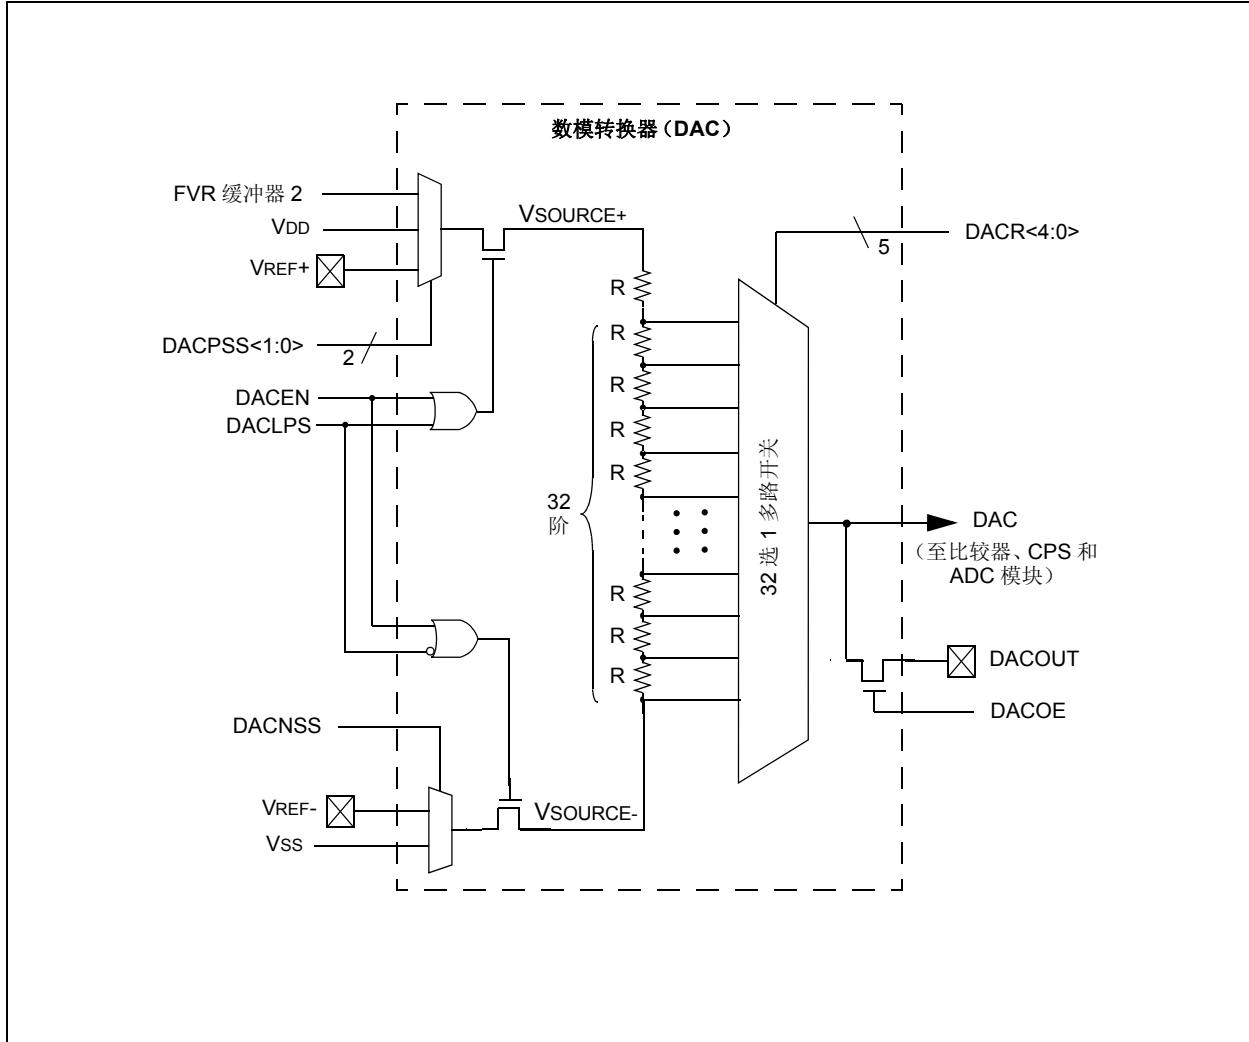 数模转换器（DAC）
FVR 缓冲器 2
VDD
VREF+
DACPSS<1:0>
2
DACEN
DACLPS
VSOURCE+
R
R
R
R
R
32
阶
R
R
R
32 选 1 多路开关
5
DACR<4:0>
DAC
（至比较器、CPS 和
ADC 模块）
DACOUT
DACOE
DACNSS
VREF-
VSS
VSOURCE-